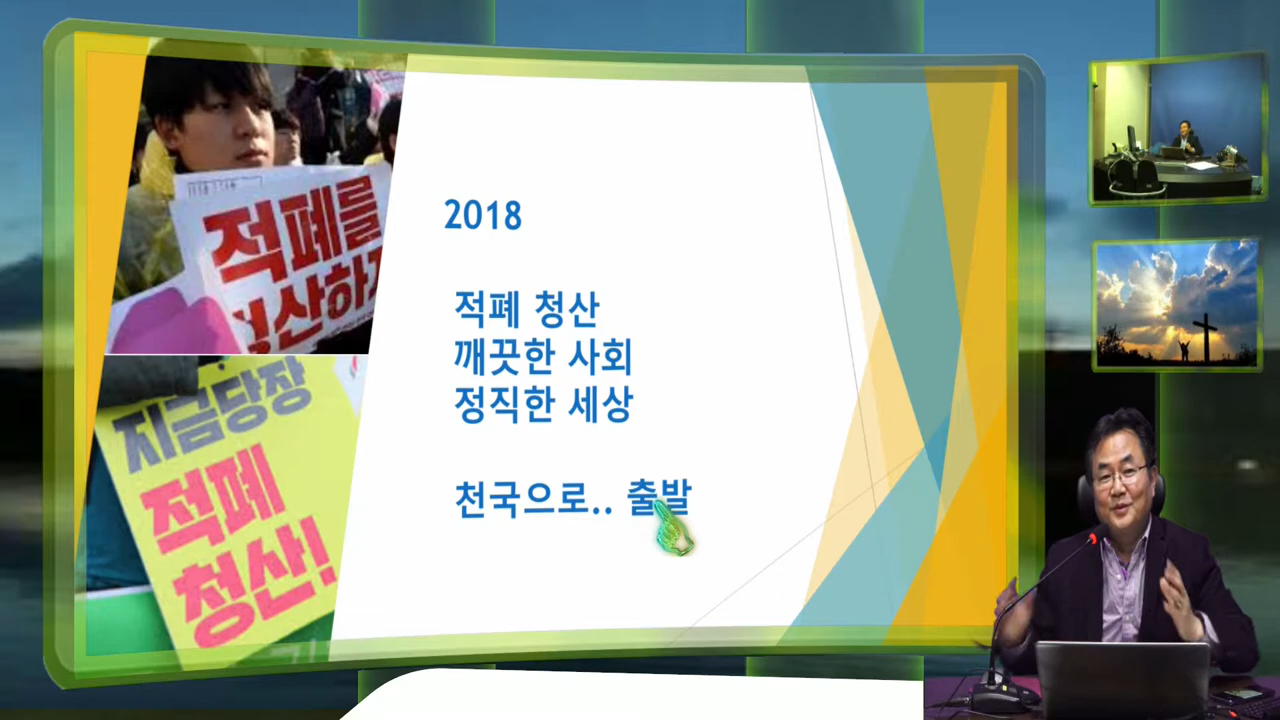 적폐를
청산하자
지금당장
적폐
청산!
2018
적폐 청산
깨끗한 사회
정직한 세상
천국으로.. 출발